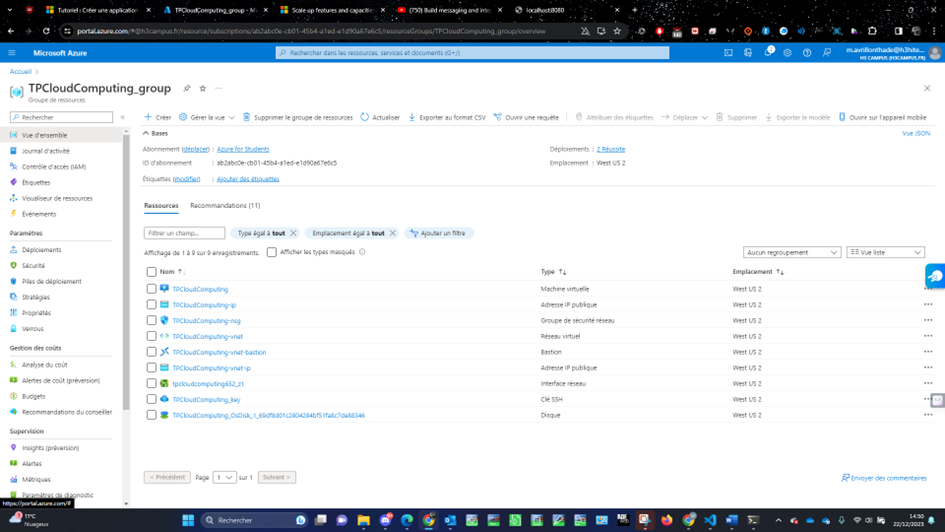 Tutoriel : Créer une application
TPCloudComputing_group - M
Scale up features and capacitie
(750) Build messaging and inter
localhost:8080
portal.azure.com/#@h3campus.fr/resource/subscriptions/ab2abc0e-cb01-45b4-a1ed-e1d90a67e6c5/resourceGroups/TPCloudComputing_group/overview
Microsoft Azure
Rechercher dans les ressources, services et documents (G+/)
m.avrillonthade@h3hite...
H3 CAMPUS (H3CAMPUS.FR)
Accueil >
TPCloudComputing_group
Groupe de ressources
Rechercher
Créer
Gérer la vue
Supprimer le groupe de ressources
Actualiser
Exporter au format CSV
Ouvrir une requête
Attribuer des étiquettes
Déplacer
Supprimer
Exporter le modèle
Ouvrir sur l'appareil mobile
Vue d'ensemble
Journal d'activité
Contrôle d'accès (IAM)
Étiquettes
Visualiseur de ressources
Événements
Paramètres
Déploiements
Sécurité
Piles de déploiement
Stratégies
Propriétés
Verrous
Gestion des coûts
Analyse du coût
Alertes de coût (préversion)
Budgets
Recommandations du conseiller
Supervision
Insights (préversion)
Alertes
Métriques
Paramètres de diagnostic
Bases
Vue JSON
Abonnement (déplacer) : Azure for Students
Déploiements : 2 Réussite
ID d'abonnement : ab2abc0e-cb01-45b4-a1ed-e1d90a67e6c5
Emplacement : West US 2
Étiquettes (modifier) : Ajouter des étiquettes
Ressources
Recommandations (11)
Filtrer un champ...
Type égal à tout
Emplacement égal à tout
Ajouter un filtre
Affichage de 1 à 9 sur 9 enregistrements.
Afficher les types masqués
Aucun regroupement
Vue liste
Nom
Type
Emplacement
TPCloudComputing Machine virtuelle West US 2
TPCloudComputing-ip Adresse IP publique West US 2
TPCloudComputing-nsg Groupe de sécurité réseau West US 2
TPCloudComputing-vnet Réseau virtuel West US 2
TPCloudComputing-vnet-bastion Bastion West US 2
TPCloudComputing-vnet-ip Adresse IP publique West US 2
tpcloudcomputing652_z1 Interface réseau West US 2
TPCloudComputing_key Clé SSH West US 2
TPCloudComputing_OsDisk_1_69df8d01c2804284bf51fa8c7de88346 Disque West US 2
< Précédent
Page 1 sur 1
Suivant >
Envoyer des commentaires
https://portal.azure.com/#
11°C
Nuageux
Rechercher
14:50
22/12/2023